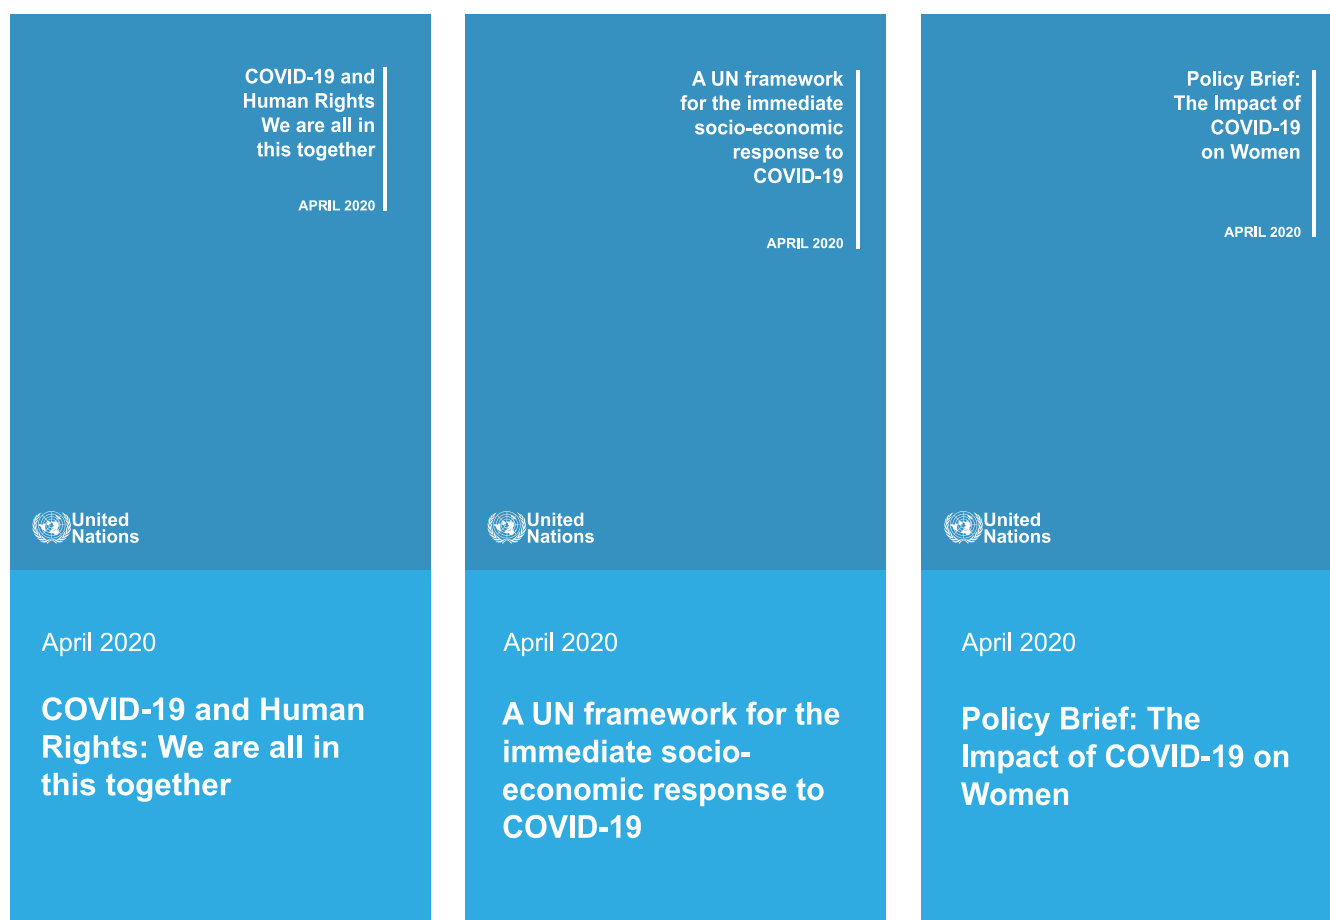 COVID-19 and
Human Rights
We are all in
this together
APRIL 2020
United
Nations
April 2020
COVID-19 and Human
Rights: We are all in
this together
A UN framework
for the immediate
socio-economic
response to
COVID-19
APRIL 2020
United
Nations
April 2020
A UN framework for the
immediate socio-
economic response to
COVID-19
Policy Brief:
The Impact of
COVID-19
on Women
APRIL 2020
United
Nations
April 2020
Policy Brief: The
Impact of COVID-19 on
Women